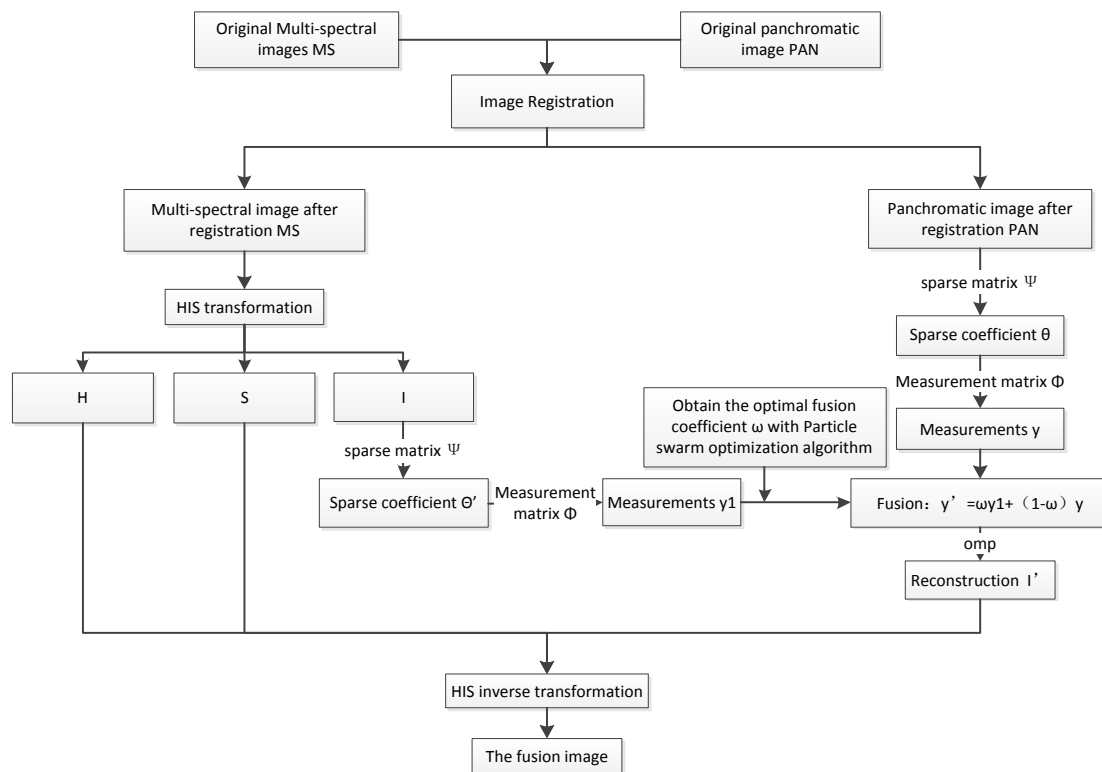 Original Multi-spectral
images MS
Original panchromatic
image PAN
Image Registration
Multi-spectral image after
registration MS
Panchromatic image after
registration PAN
sparse matrix Ψ
HIS transformation
Sparse coefficient θ
Measurement matrix Φ
H
S
I
Obtain the optimal fusion
coefficient ω with Particle
swarm optimization algorithm
Measurements y
sparse matrix Ψ
Sparse coefficient Θ’
Measurement
matrix Φ
Measurements y1
Fusion：y’=ωy1+（1-ω）y
omp
Reconstruction I’
HIS inverse transformation
The fusion image